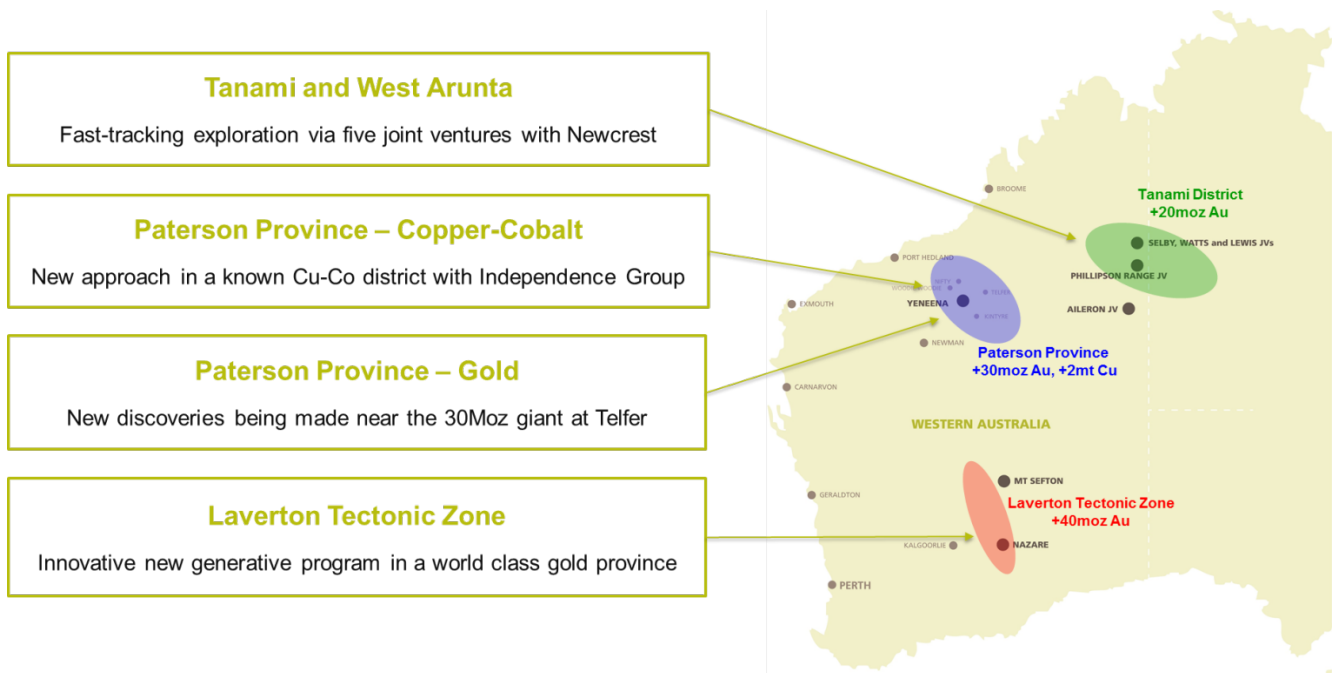 Tanami and West Arunta
Fast-tracking exploration via five joint ventures with Newcrest
Paterson Province – Copper-Cobalt
New approach in a known Cu-Co district with Independence Group
Paterson Province – Gold
New discoveries being made near the 30Moz giant at Telfer
Laverton Tectonic Zone
Innovative new generative program in a world class gold province
BROOME
Tanami District
+20moz Au
SELBY, WATTS and LEWIS JVs
PHILLIPSON RANGE JV
AILERON JV
PORT HEDLAND
NIFTY
TELFER
YENEENA
KINTYRE
EXMOUTH
NEWMAN
Paterson Province
+30moz Au, +2mt Cu
CARNARVON
WESTERN AUSTRALIA
MT SEFTON
GERALDTON
Laverton Tectonic Zone
+40moz Au
KALGOORLIE
NAZARE
PERTH